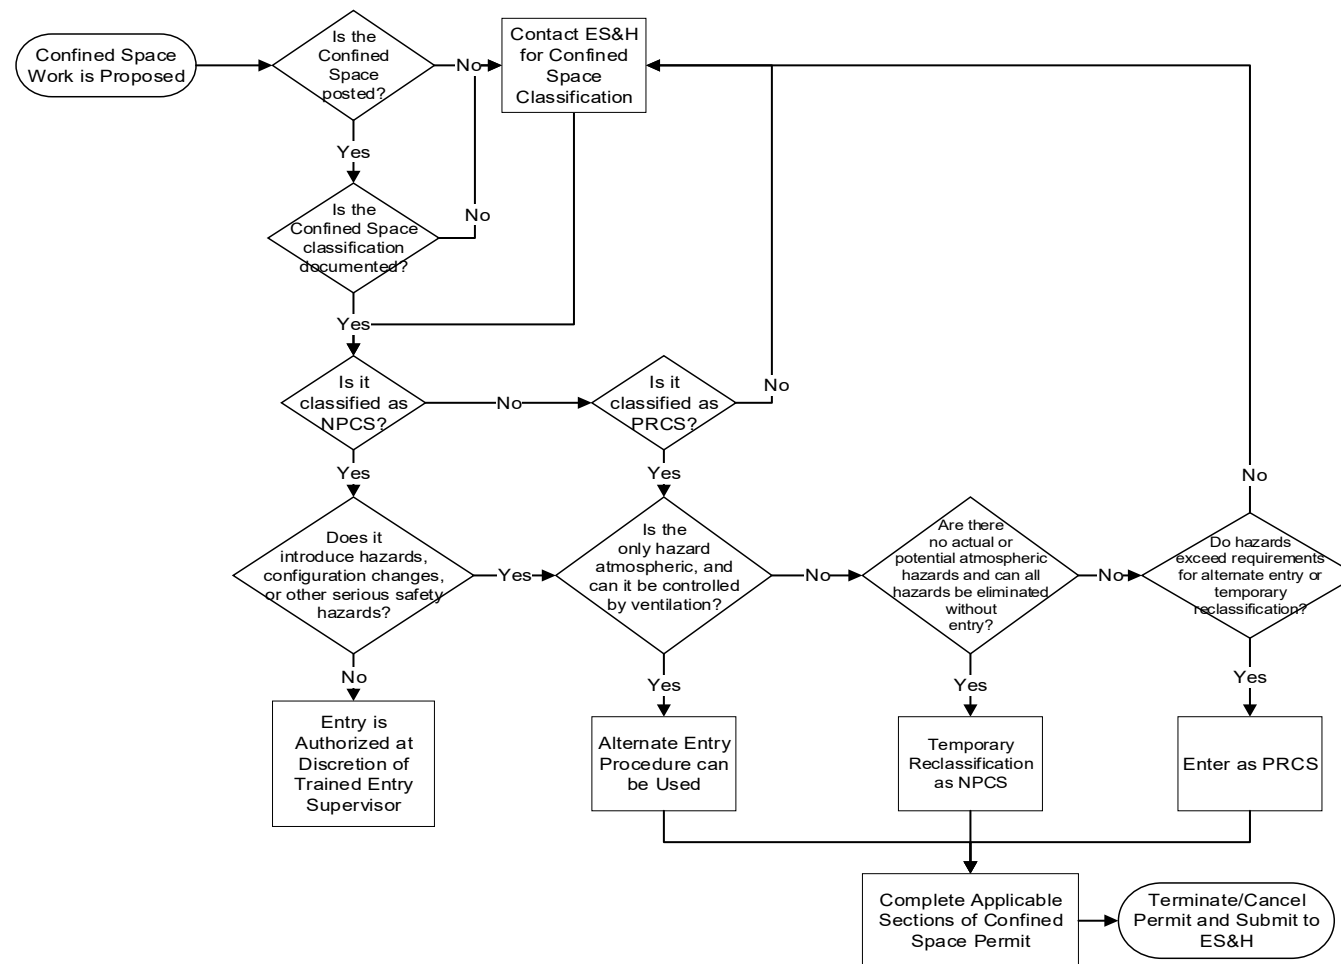 Confined Space
Work is Proposed
Is the
Confined
Space
posted?
No
Contact ES&H
for Confined
Space
Classification
Yes
Is the
Confined Space
classification
documented?
No
Yes
Is it
classified as
NPCS?
No
Is it
classified as
PRCS?
No
Yes
Yes
No
Does it
introduce hazards,
configuration changes,
or other serious safety
hazards?
Yes
Is the
only hazard
atmospheric, and
can it be controlled
by ventilation?
No
Are there
no actual or
potential atmospheric
hazards and can all
hazards be eliminated
without
entry?
No
Do hazards
exceed requirements
for alternate entry or
temporary
reclassification?
No
Yes
Yes
Yes
Entry is
Authorized at
Discretion of
Trained Entry
Supervisor
Alternate Entry
Procedure can
be Used
Temporary
Reclassification
as NPCS
Enter as PRCS
Complete Applicable
Sections of Confined
Space Permit
Terminate/Cancel
Permit and Submit to
ES&H